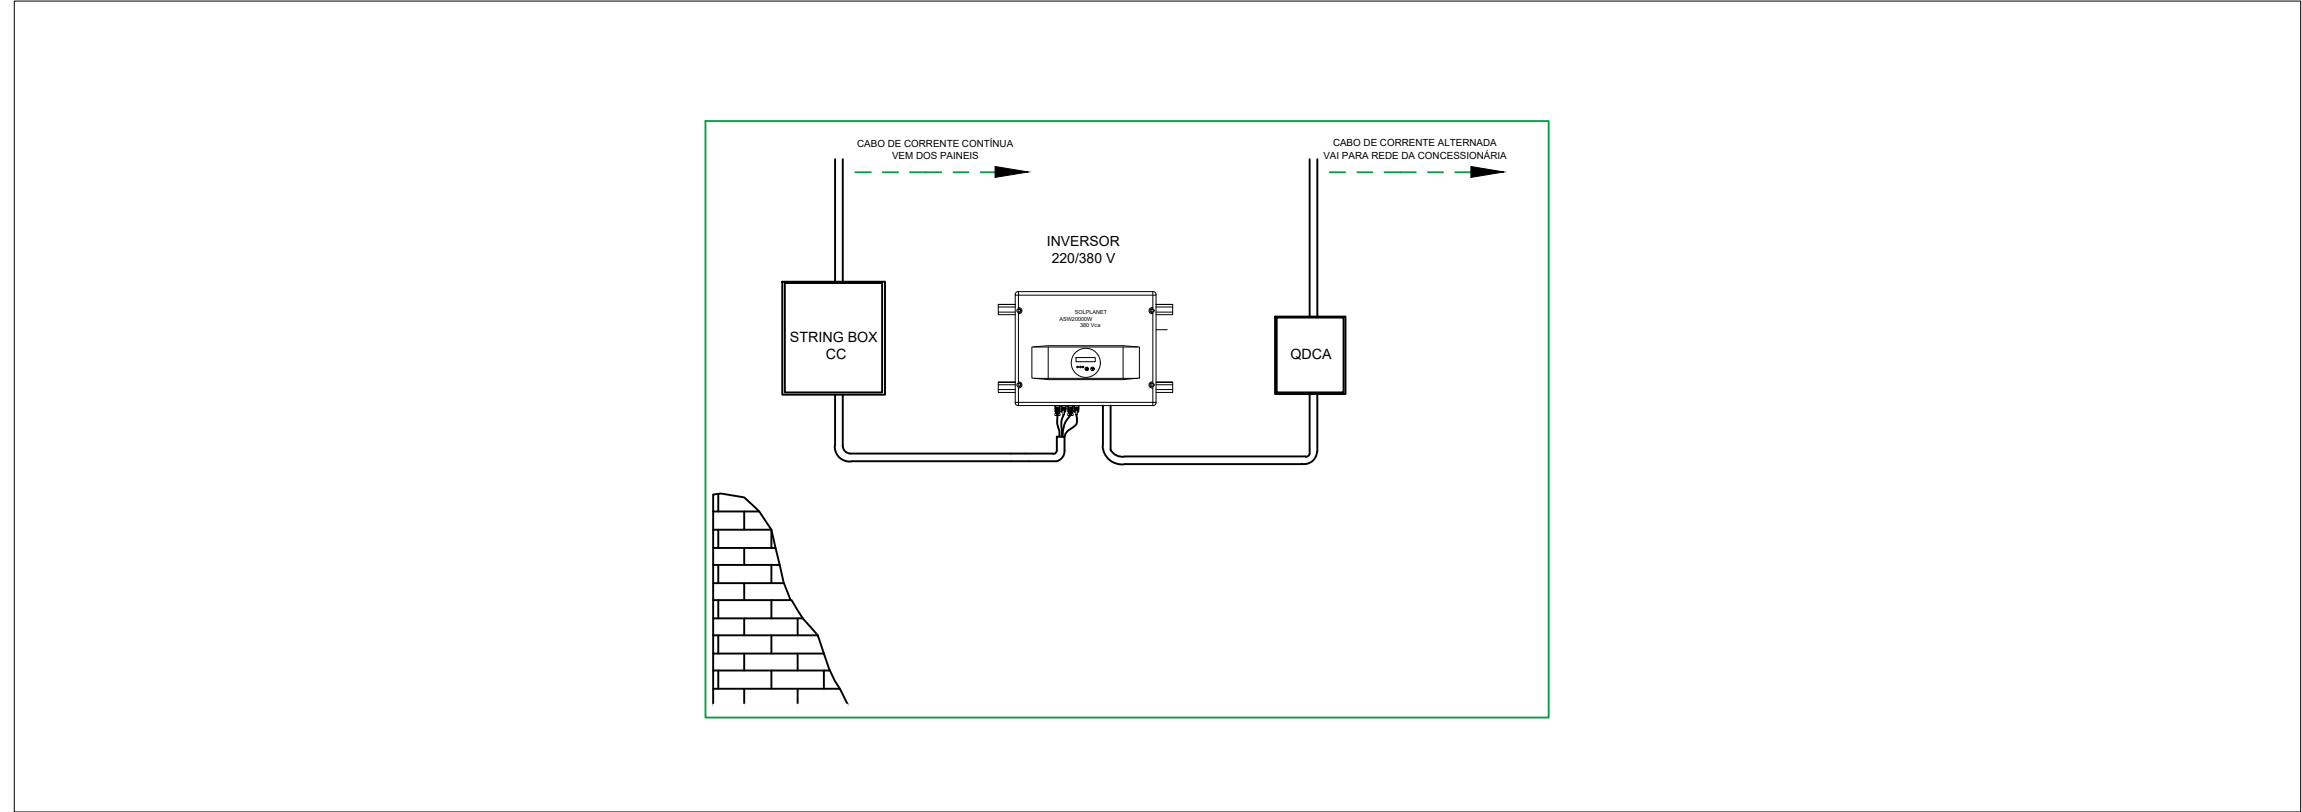 CABO DE CORRENTE CONTÍNUA
VEM DOS PAINEIS
CABO DE CORRENTE ALTERNADA
VAI PARA REDE DA CONCESSIONÁRIA
INVERSOR
220/380 V
STRING BOX
CC
SOLPLANET
ASW20000W
380 Vca
QDCA